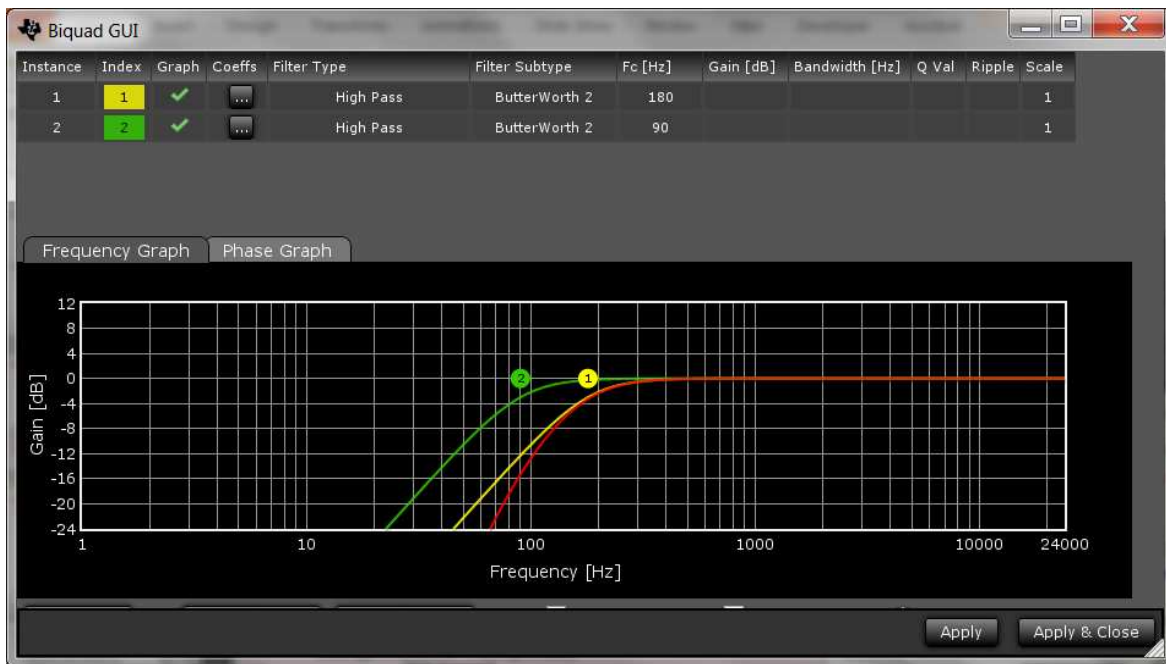 Biquad GUI
X
Instance Index Graph Coeffs Filter Type Filter Subtype Fc [Hz] Gain [dB] Bandwidth [Hz] Q Val Ripple Scale
1 1 ... High Pass ButterWorth 2 180 1
2 2 ... High Pass ButterWorth 2 90 1
Frequency Graph Phase Graph
12
8
4
0
-4
-8
-12
-16
-20
-24
Gain [dB]
2 1
1 10 100 1000 10000 24000
Frequency [Hz]
Apply Apply & Close